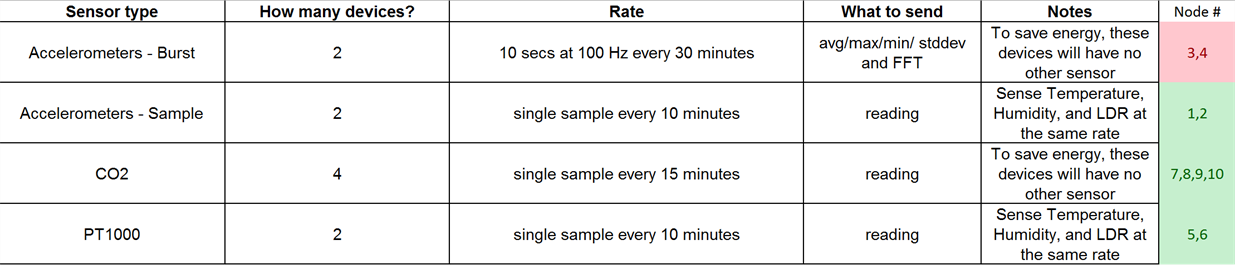 Sensor type How many devices? Rate What to send Notes Node #
Accelerometers - Burst 2 10 secs at 100 Hz every 30 minutes avg/max/min/ stddev and FFT To save energy, these devices will have no other sensor 3,4
Accelerometers - Sample 2 single sample every 10 minutes reading Sense Temperature, Humidity, and LDR at the same rate 1,2
CO2 4 single sample every 15 minutes reading To save energy, these devices will have no other sensor 7,8,9,10
PT1000 2 single sample every 10 minutes reading Sense Temperature, Humidity, and LDR at the same rate 5,6